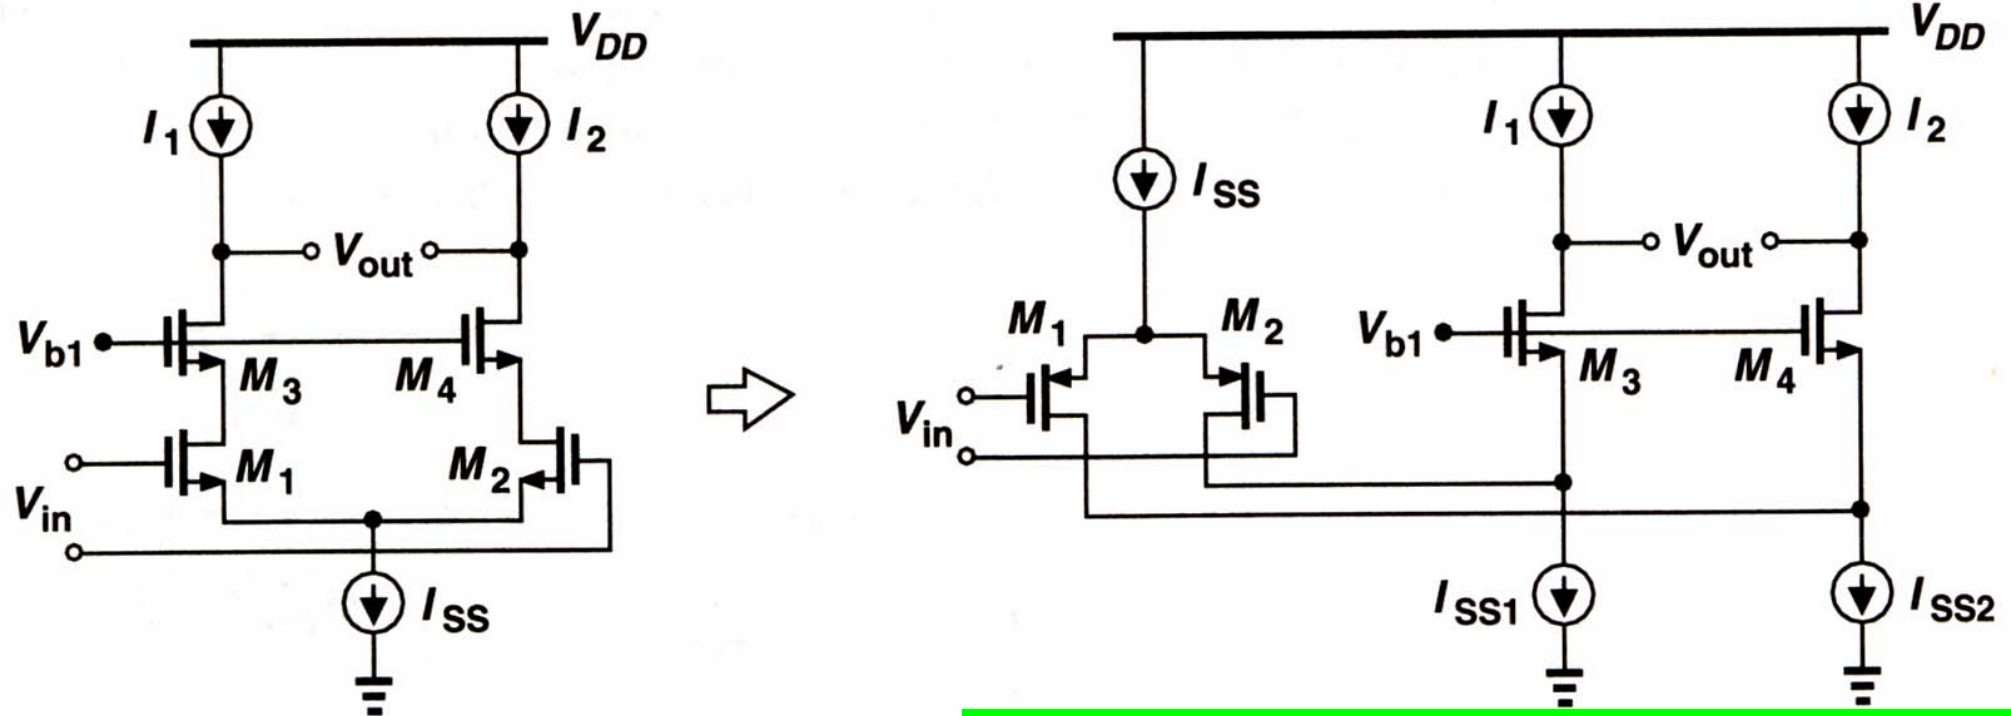 V_DD
I_1
I_2
V_out
V_b1
M_3
M_4
V_in
M_1
M_2
I_SS
V_DD
I_1
I_2
I_SS
V_out
M_1
M_2
V_b1
M_3
M_4
V_in
I_SS1
I_SS2